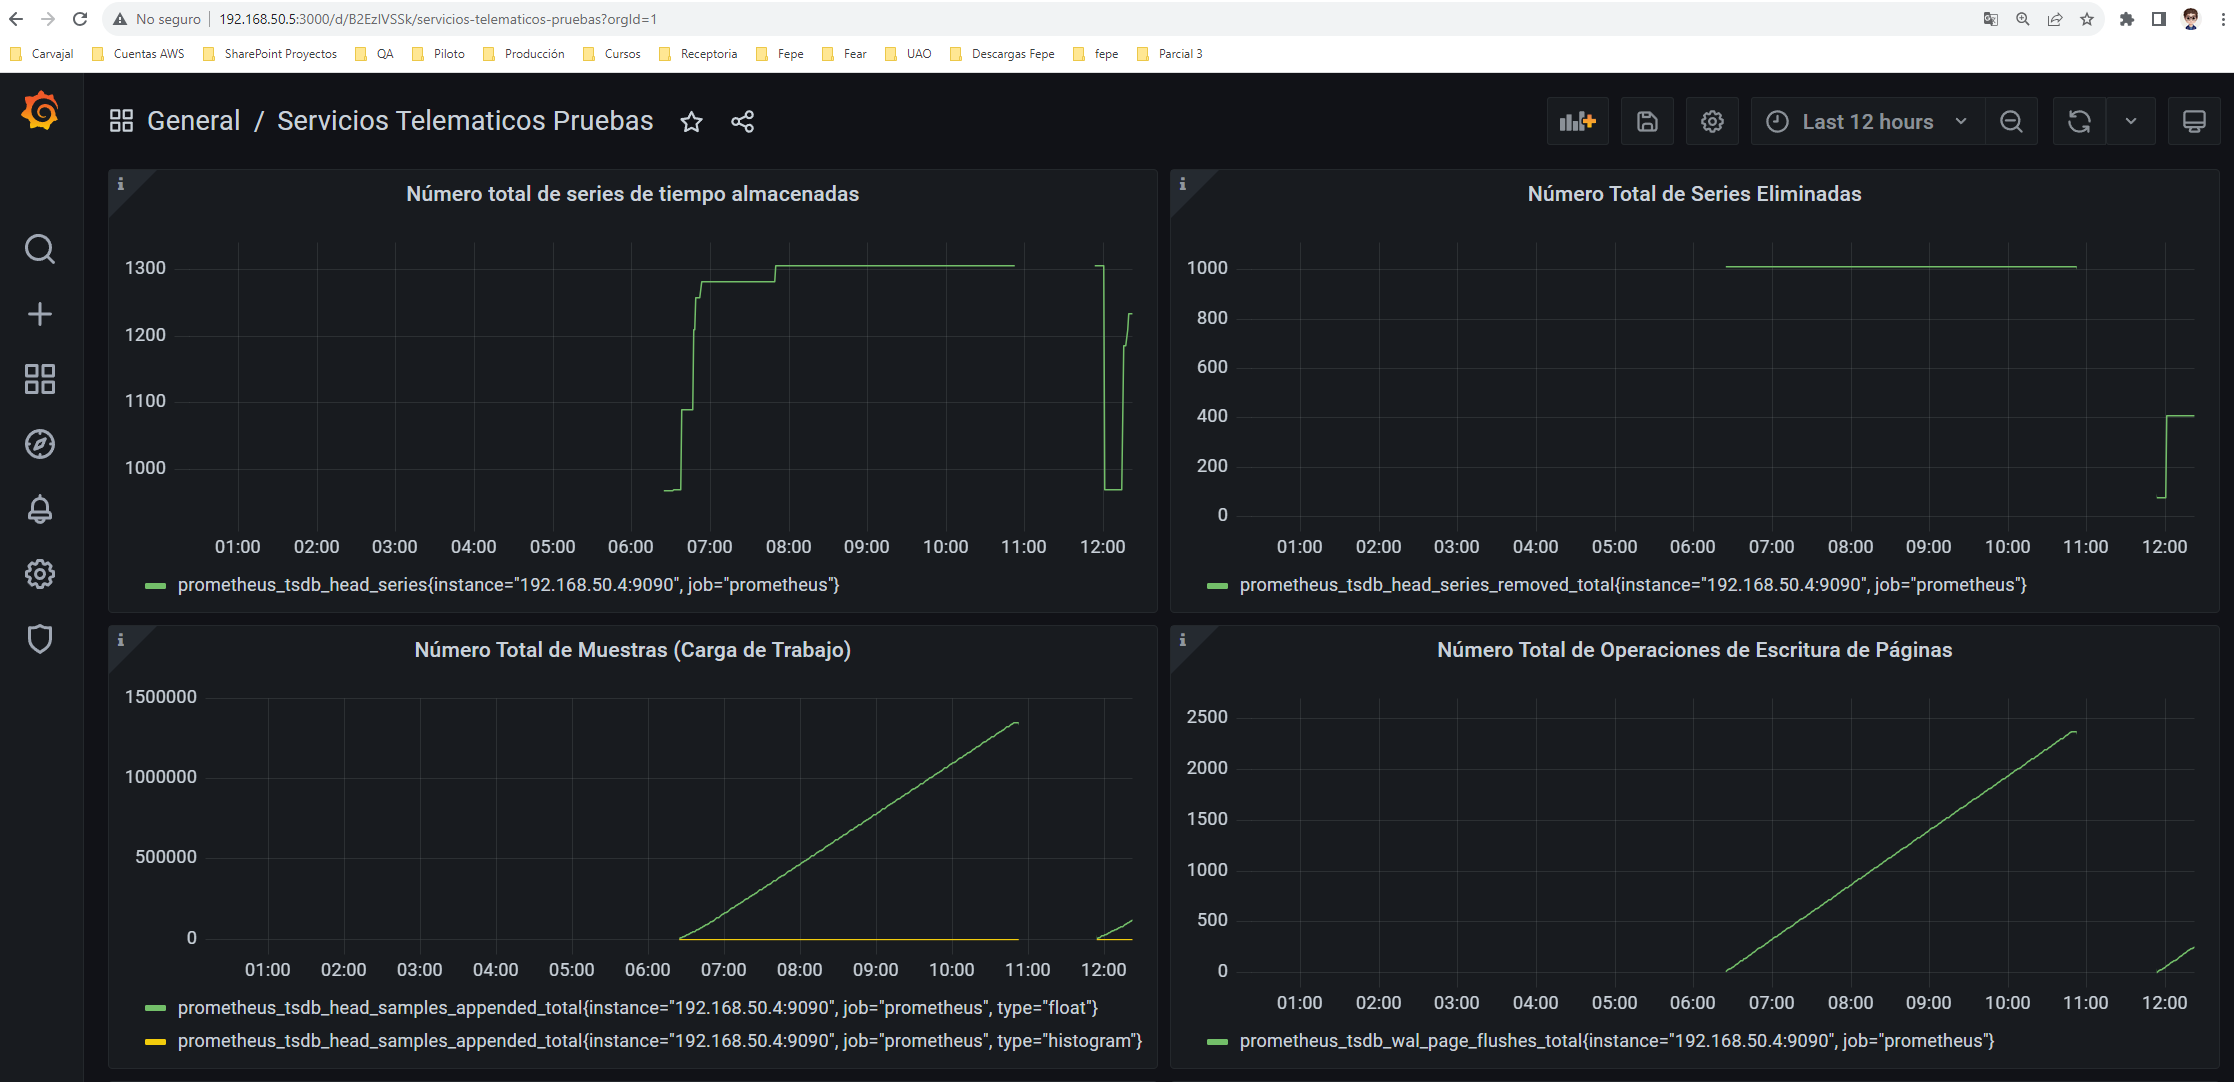 No seguro 192.168.50.5:3000/d/B2EzIVSSk/servicios-telematicos-pruebas?orgId=1
Carvajal Cuentas AWS SharePoint Proyectos QA Piloto Producción Cursos Receptoria Fepe Fear UAO Descargas Fepe fepe Parcial 3
General / Servicios Telematicos Pruebas Last 12 hours
Número total de series de tiempo almacenadas
1300
1200
1100
1000
01:00 02:00 03:00 04:00 05:00 06:00 07:00 08:00 09:00 10:00 11:00 12:00
prometheus_tsdb_head_series{instance="192.168.50.4:9090", job="prometheus"}
Número Total de Series Eliminadas
1000
800
600
400
200
0
01:00 02:00 03:00 04:00 05:00 06:00 07:00 08:00 09:00 10:00 11:00 12:00
prometheus_tsdb_head_series_removed_total{instance="192.168.50.4:9090", job="prometheus"}
Número Total de Muestras (Carga de Trabajo)
1500000
1000000
500000
0
01:00 02:00 03:00 04:00 05:00 06:00 07:00 08:00 09:00 10:00 11:00 12:00
prometheus_tsdb_head_samples_appended_total{instance="192.168.50.4:9090", job="prometheus", type="float"}
prometheus_tsdb_head_samples_appended_total{instance="192.168.50.4:9090", job="prometheus", type="histogram"}
Número Total de Operaciones de Escritura de Páginas
2500
2000
1500
1000
500
0
01:00 02:00 03:00 04:00 05:00 06:00 07:00 08:00 09:00 10:00 11:00 12:00
prometheus_tsdb_wal_page_flushes_total{instance="192.168.50.4:9090", job="prometheus"}